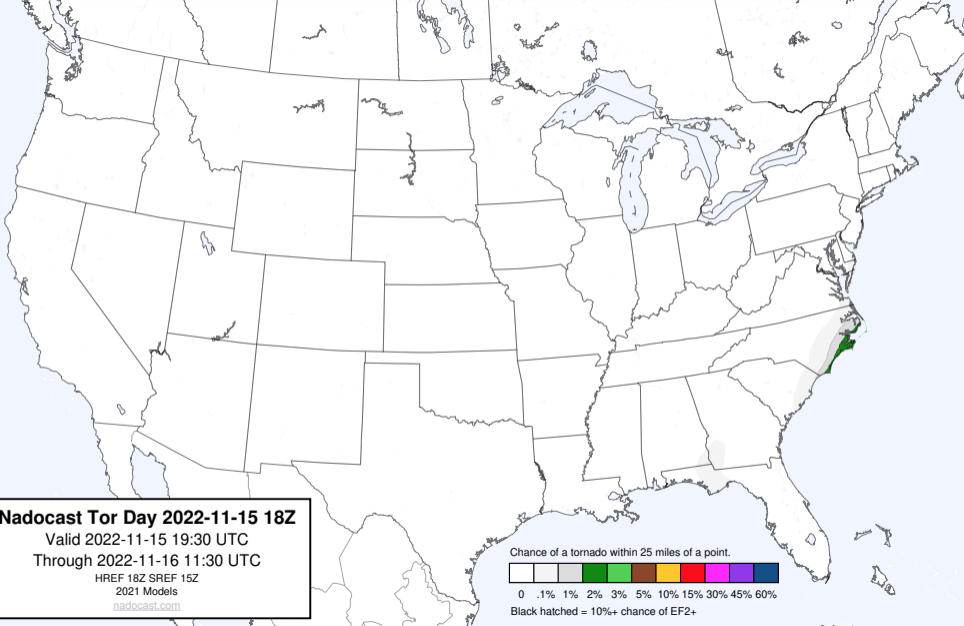 Nadocast Tor Day 2022-11-15 18Z
Valid 2022-11-15 19:30 UTC
Through 2022-11-16 11:30 UTC
HREF 18Z SREF 15Z
2021 Models
nadocast.com
Chance of a tornado within 25 miles of a point.
0 .1% 1% 2% 3% 5% 10% 15% 30% 45% 60%
Black hatched = 10%+ chance of EF2+